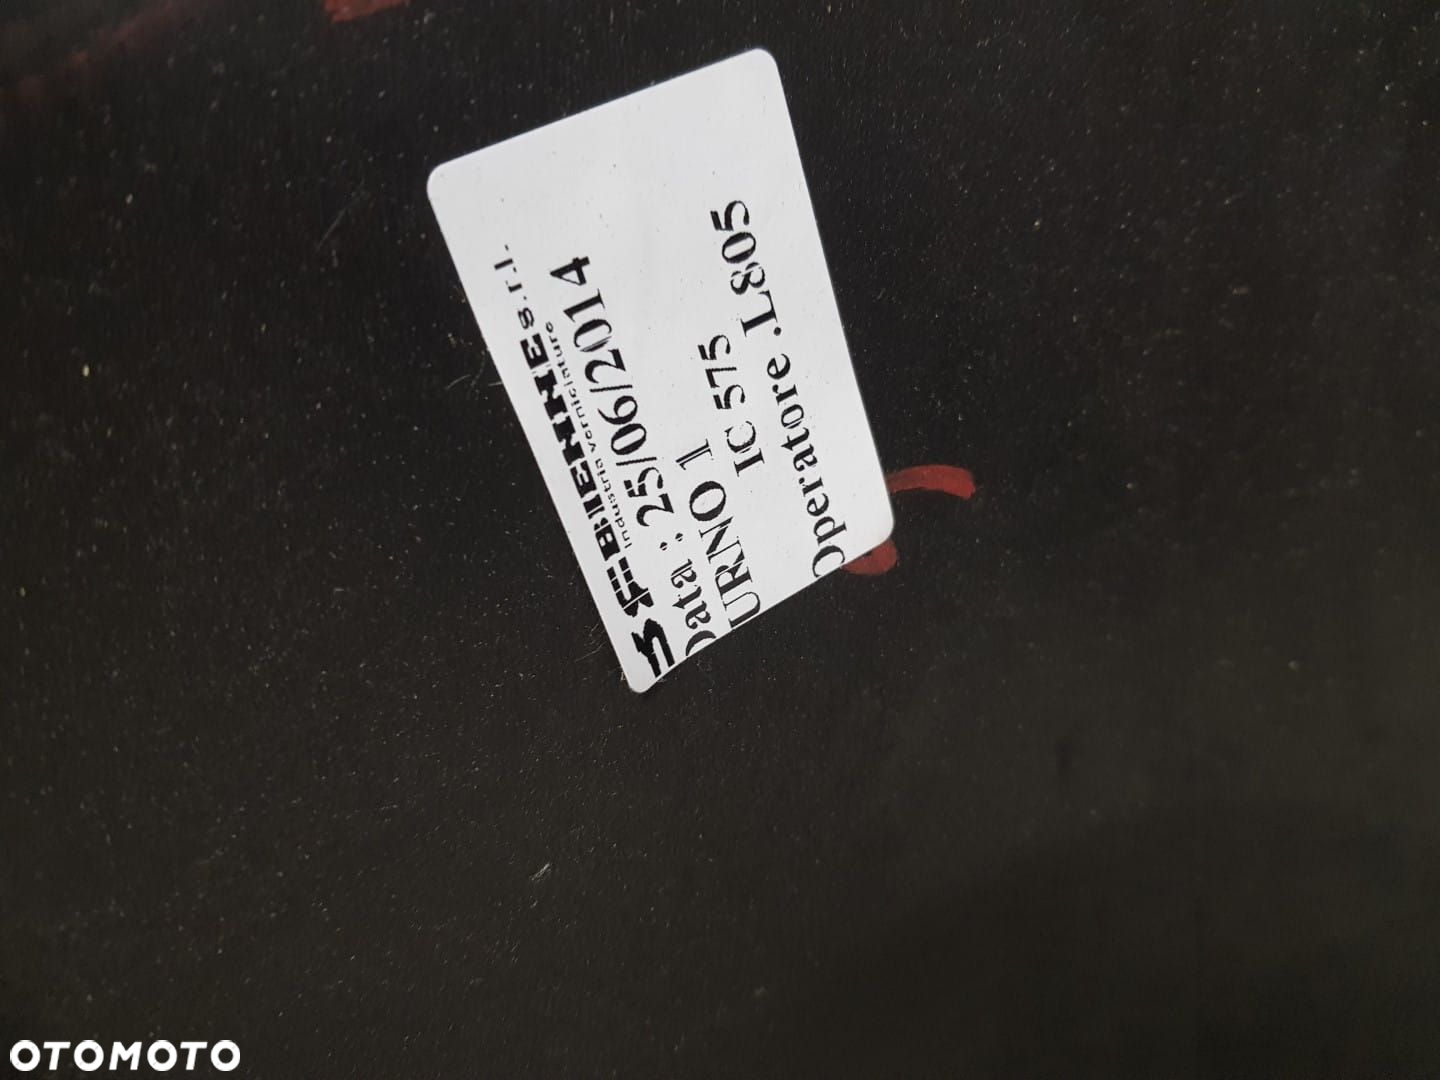 BIENNE s.r.l.
industria verniciature
Data : 25/06/2014
URNO 1
IC 575
Operatore .L805
OTOMOTO